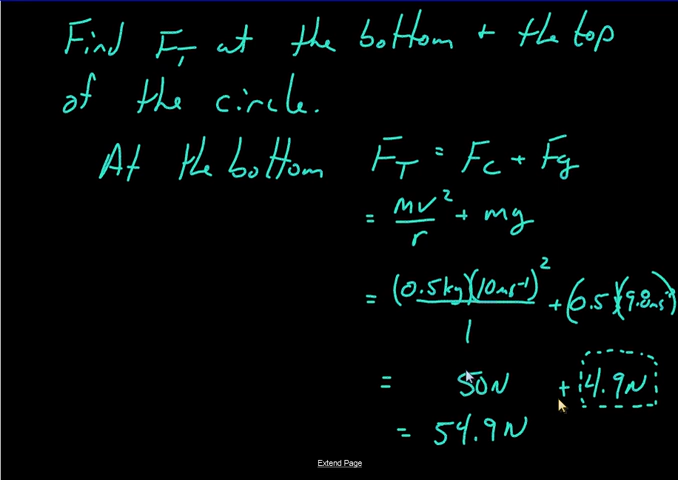 Find F_T at the bottom + the top
of the circle.
At the bottom F_T = F_C + F_g
= mv²/r + mg
= (0.5kg)(10ms⁻¹)²/1 + (0.5)(9.8ms⁻²)
= 50N + 4.9N
= 54.9N
Extend Page